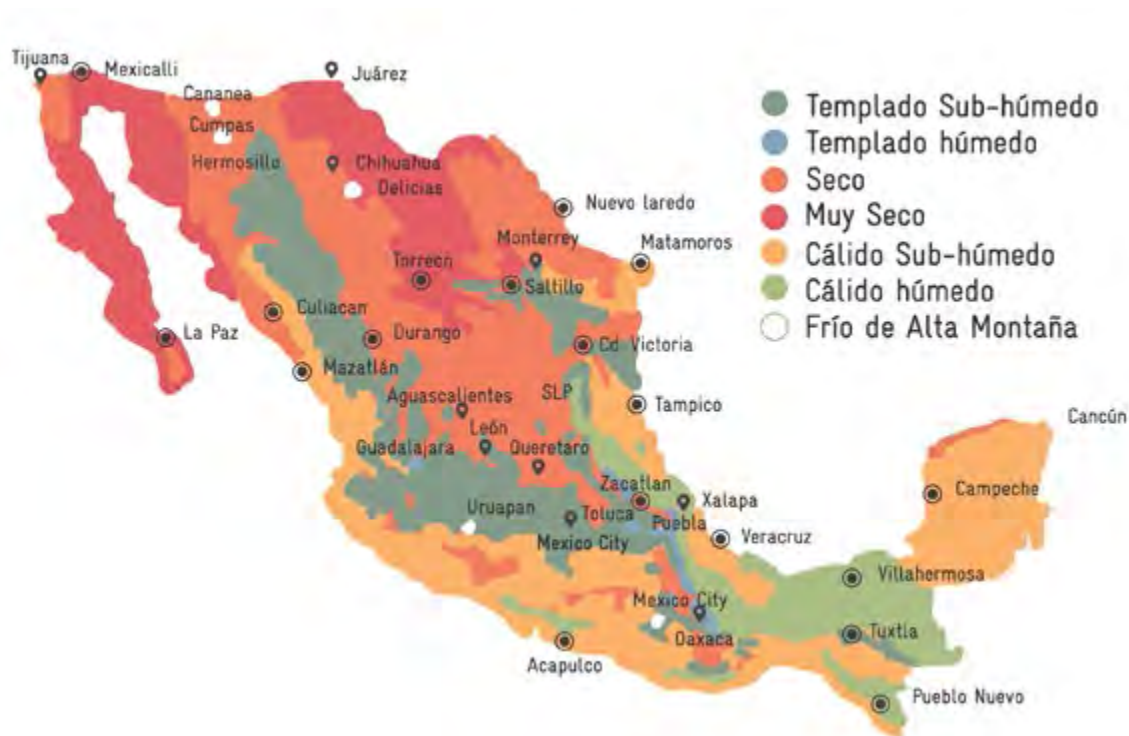 Tijuana
Mexicalli
Juárez
Cananea
Cumpas
Hermosillo
Chihuahua
Delicias
Nuevo laredo
Monterrey
Matamoros
Torreón
Saltillo
Culiacan
La Paz
Durango
Cd Victoria
Mazatlán
SLP
Aguascalientes
Tampico
León
Cancún
Guadalajara
Queretaro
Zacatlan
Campeche
Uruapan
Toluca
Xalapa
Puebla
Mexico City
Veracruz
Villahermosa
Mexico City
Oaxaca
Tuxtla
Acapulco
Pueblo Nuevo
Templado Sub-húmedo
Templado húmedo
Seco
Muy Seco
Cálido Sub-húmedo
Cálido húmedo
Frío de Alta Montaña